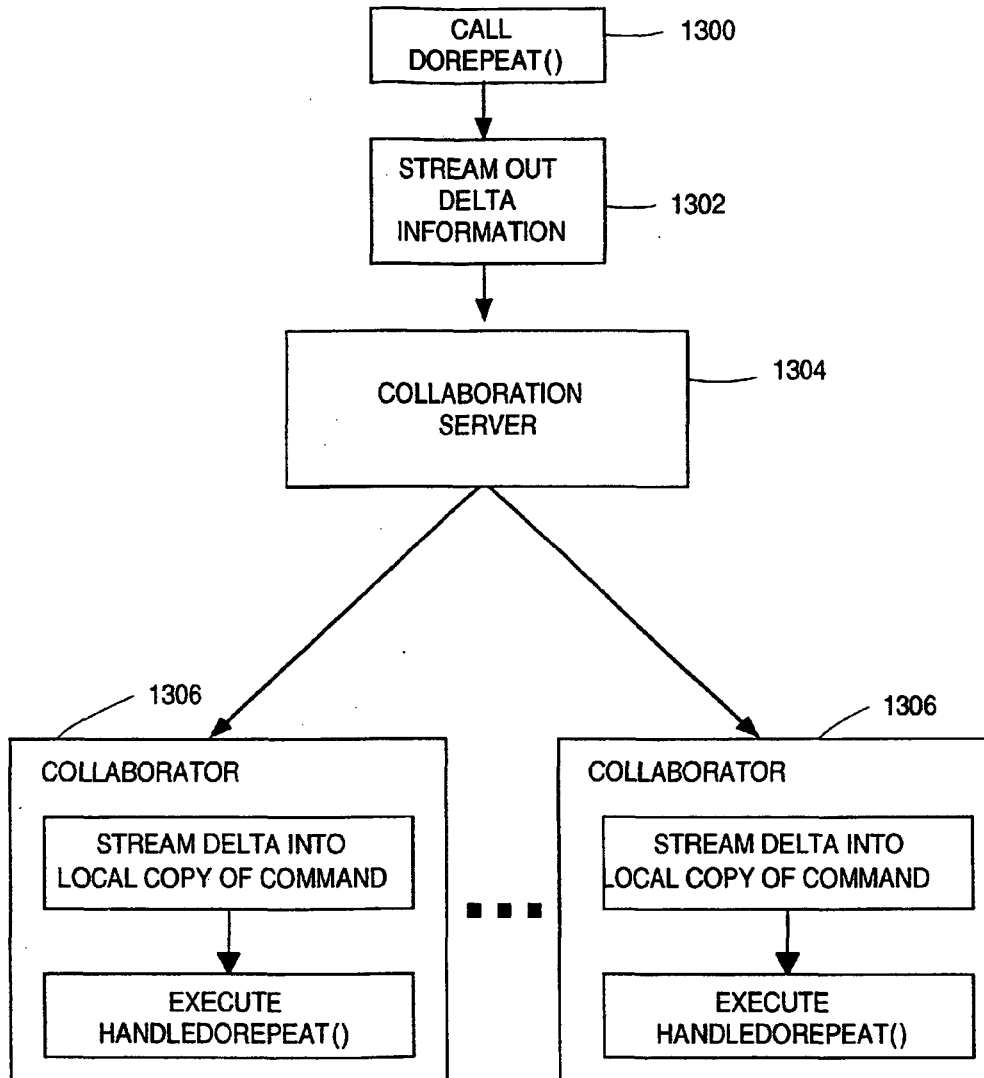 CALL
DOREPEAT()
1300
STREAM OUT
DELTA
INFORMATION
1302
COLLABORATION
SERVER
1304
1306
COLLABORATOR
STREAM DELTA INTO
LOCAL COPY OF COMMAND
EXECUTE
HANDLEDOREPEAT()
1306
COLLABORATOR
STREAM DELTA INTO
LOCAL COPY OF COMMAND
EXECUTE
HANDLEDOREPEAT()